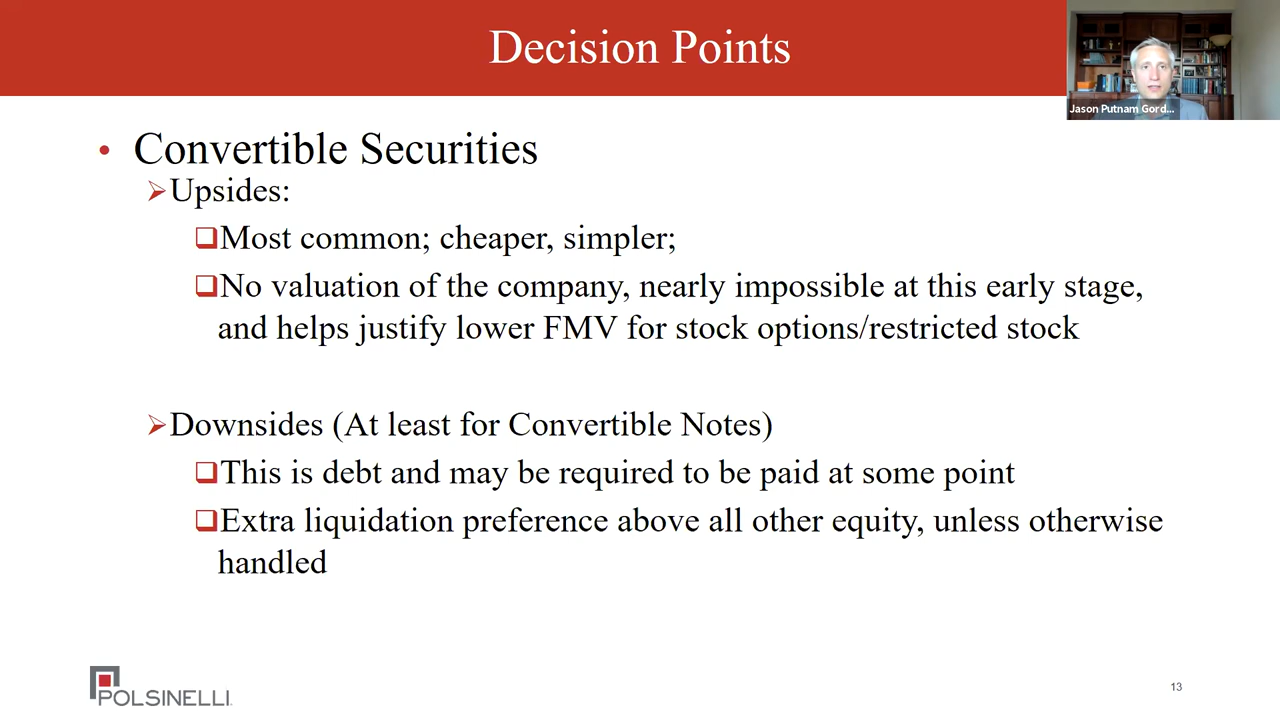 Decision Points
Jason Putnam Gord...
• Convertible Securities
➢Upsides:
❑Most common; cheaper, simpler;
❑No valuation of the company, nearly impossible at this early stage,
and helps justify lower FMV for stock options/restricted stock
➢Downsides (At least for Convertible Notes)
❑This is debt and may be required to be paid at some point
❑Extra liquidation preference above all other equity, unless otherwise
handled
POLSINELLI
13